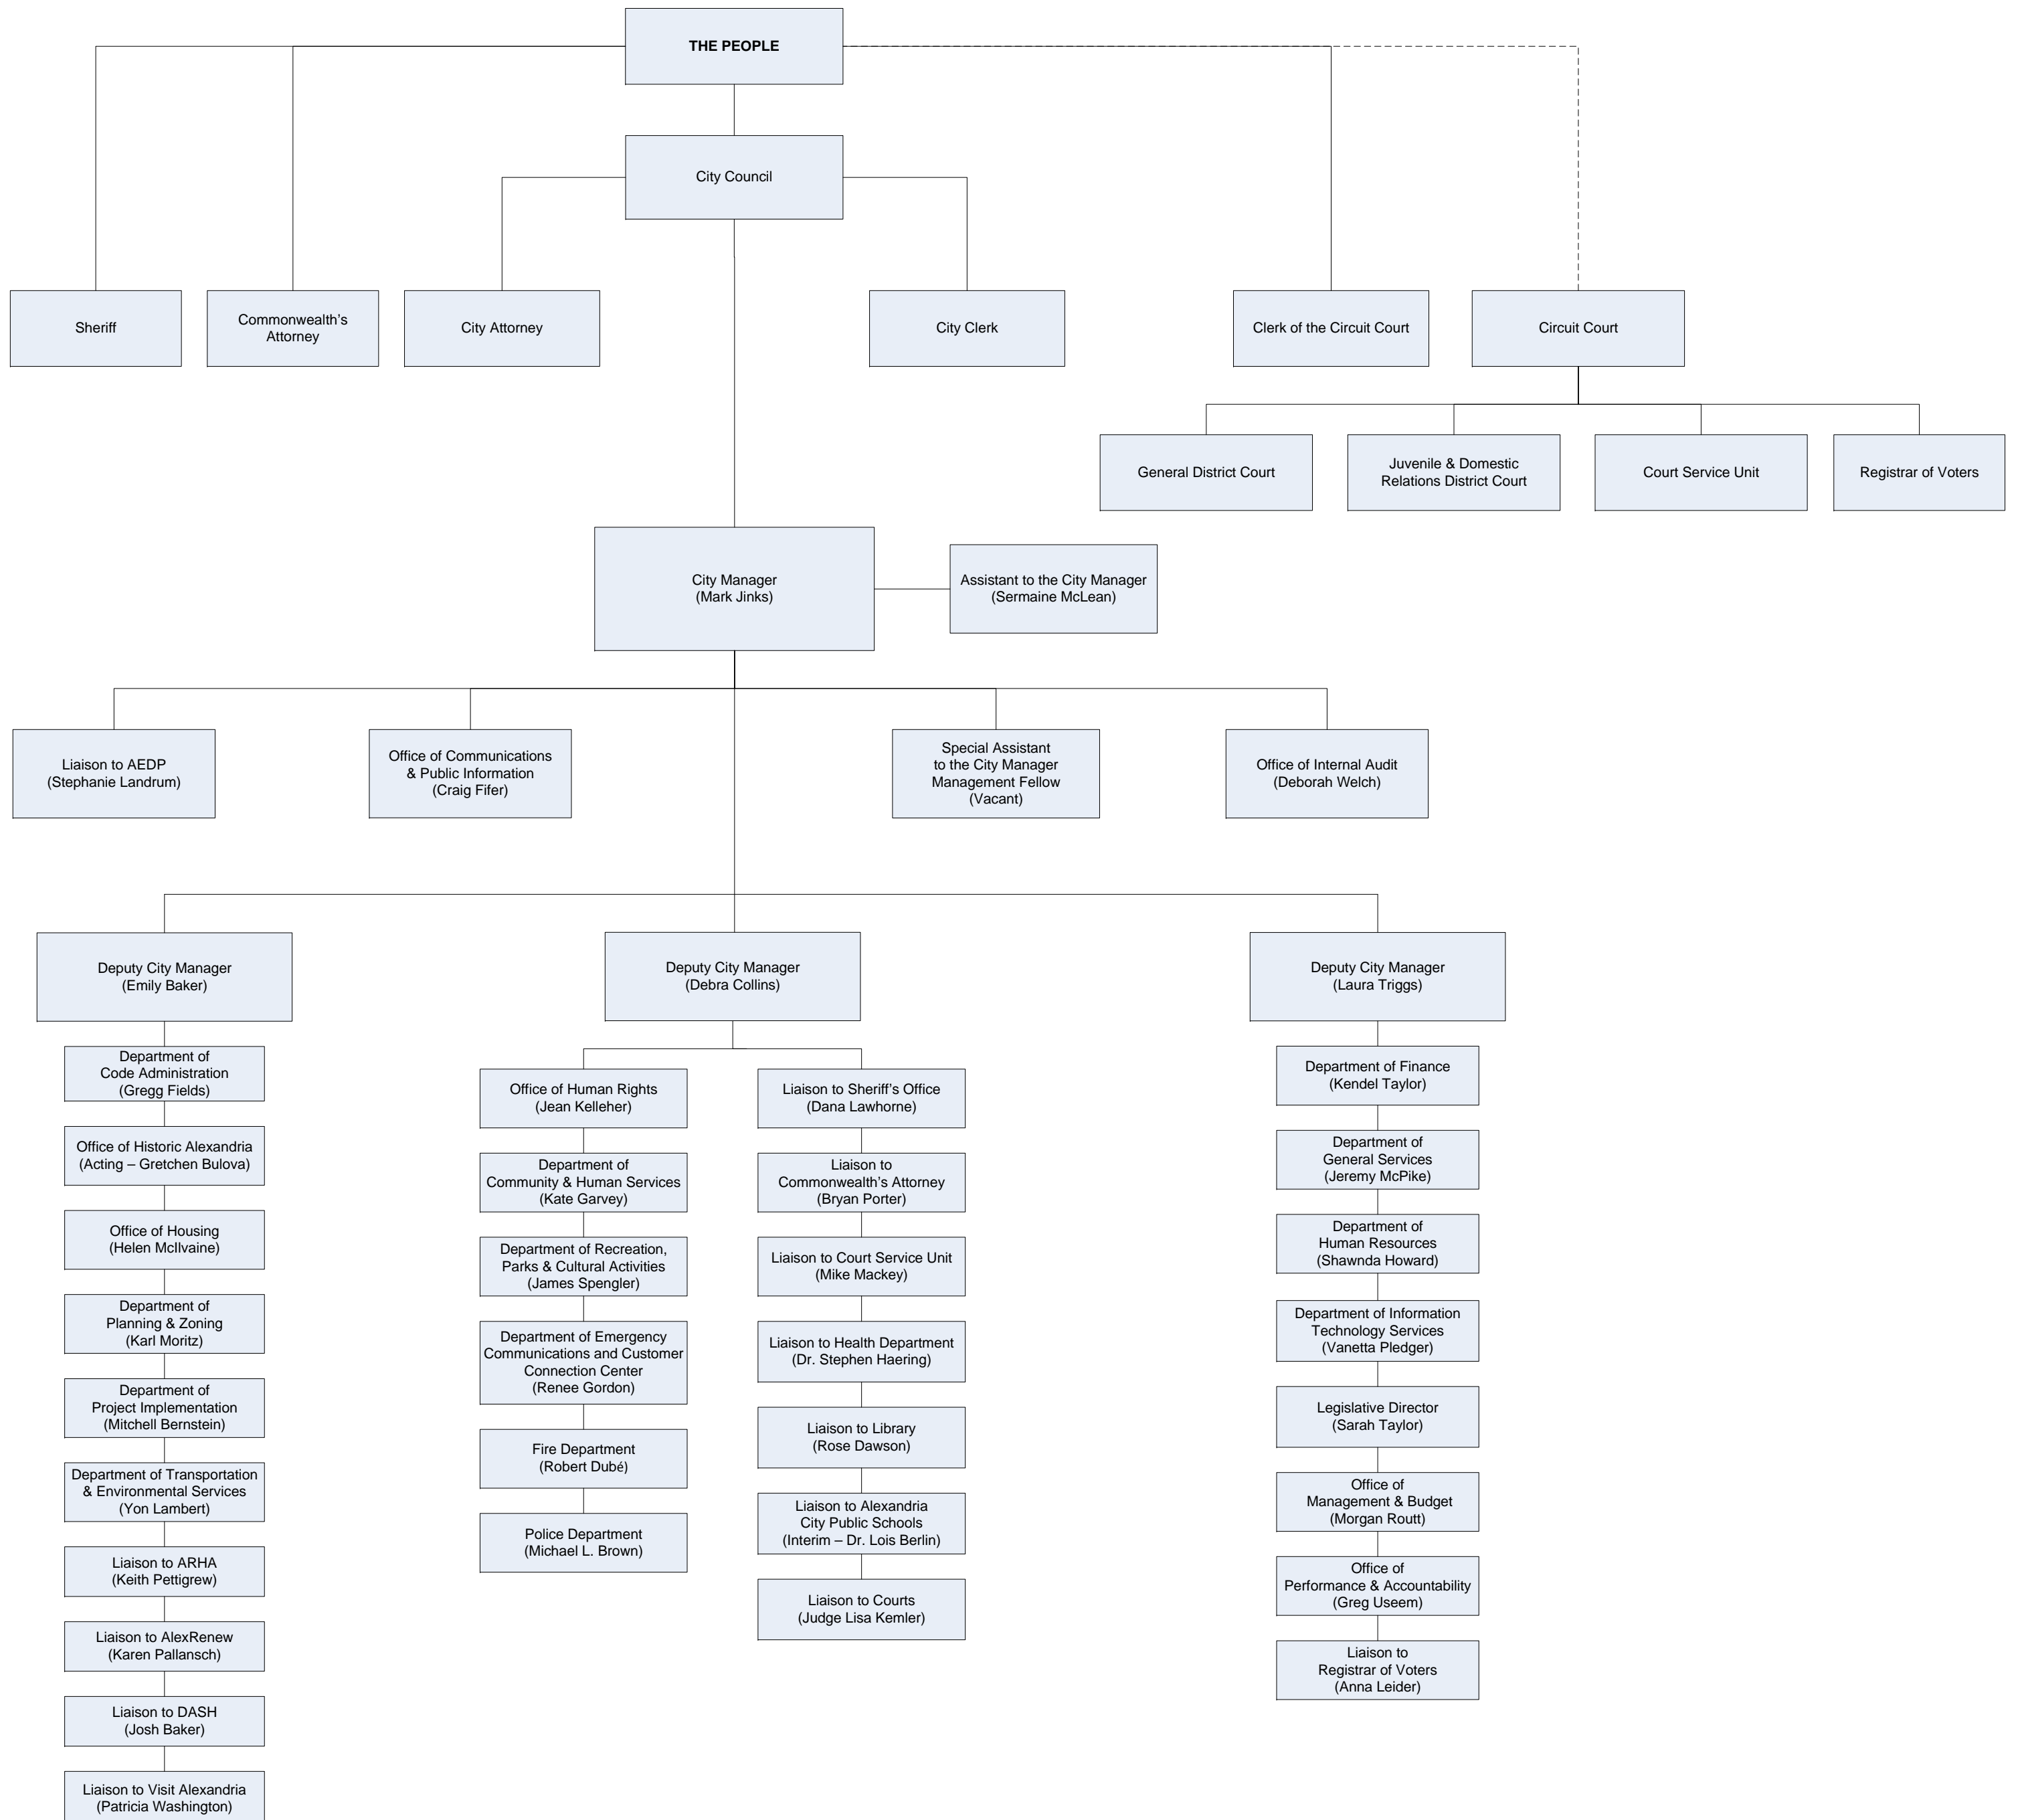 THE PEOPLE
City Council
Sheriff
Commonwealth’s
Attorney
City Attorney
City Clerk
Clerk of the Circuit Court
Circuit Court
General District Court
Juvenile & Domestic
Relations District Court
Court Service Unit
Registrar of Voters
City Manager
(Mark Jinks)
Assistant to the City Manager
(Sermaine McLean)
Liaison to AEDP
(Stephanie Landrum)
Office of Communications
& Public Information
(Craig Fifer)
Special Assistant
to the City Manager
Management Fellow
(Vacant)
Office of Internal Audit
(Deborah Welch)
Deputy City Manager
(Emily Baker)
Department of
Code Administration
(Gregg Fields)
Office of Historic Alexandria
(Acting – Gretchen Bulova)
Office of Housing
(Helen McIlvaine)
Department of
Planning & Zoning
(Karl Moritz)
Department of
Project Implementation
(Mitchell Bernstein)
Department of Transportation
& Environmental Services
(Yon Lambert)
Liaison to ARHA
(Keith Pettigrew)
Liaison to AlexRenew
(Karen Pallansch)
Liaison to DASH
(Josh Baker)
Liaison to Visit Alexandria
(Patricia Washington)
Deputy City Manager
(Debra Collins)
Office of Human Rights
(Jean Kelleher)
Department of
Community & Human Services
(Kate Garvey)
Department of Recreation,
Parks & Cultural Activities
(James Spengler)
Department of Emergency
Communications and Customer
Connection Center
(Renee Gordon)
Fire Department
(Robert Dubé)
Police Department
(Michael L. Brown)
Liaison to Sheriff’s Office
(Dana Lawhorne)
Liaison to
Commonwealth’s Attorney
(Bryan Porter)
Liaison to Court Service Unit
(Mike Mackey)
Liaison to Health Department
(Dr. Stephen Haering)
Liaison to Library
(Rose Dawson)
Liaison to Alexandria
City Public Schools
(Interim – Dr. Lois Berlin)
Liaison to Courts
(Judge Lisa Kemler)
Deputy City Manager
(Laura Triggs)
Department of Finance
(Kendel Taylor)
Department of
General Services
(Jeremy McPike)
Department of
Human Resources
(Shawnda Howard)
Department of Information
Technology Services
(Vanetta Pledger)
Legislative Director
(Sarah Taylor)
Office of
Management & Budget
(Morgan Routt)
Office of
Performance & Accountability
(Greg Useem)
Liaison to
Registrar of Voters
(Anna Leider)